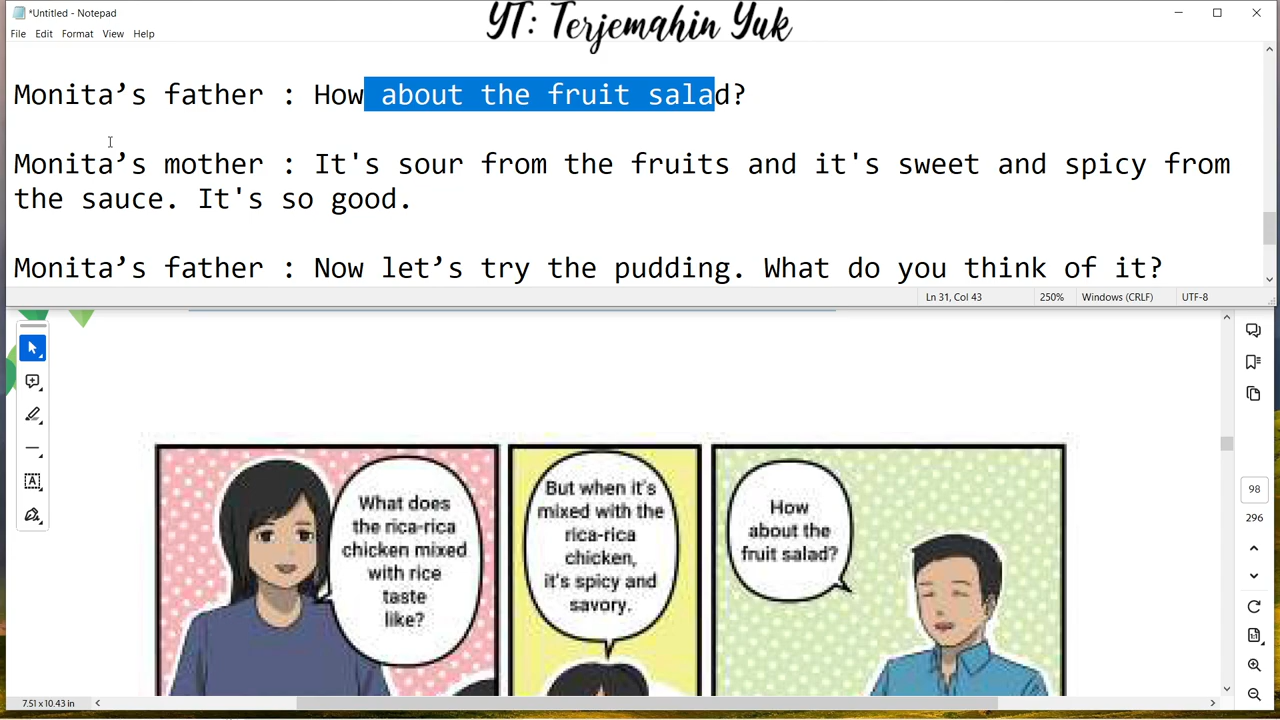 *Untitled - Notepad
YT: Terjemahin Yuk
File Edit Format View Help
Monita’s father : How about the fruit salad?
Monita’s mother : It's sour from the fruits and it's sweet and spicy from
the sauce. It's so good.
Monita’s father : Now let’s try the pudding. What do you think of it?
Ln 31, Col 43 250% Windows (CRLF) UTF-8
What does
the rica-rica
chicken mixed
with rice
taste
like?
But when it's
mixed with the
rica-rica
chicken,
it's spicy and
savory.
How
about the
fruit salad?
98
296
7.51 x 10.43 in